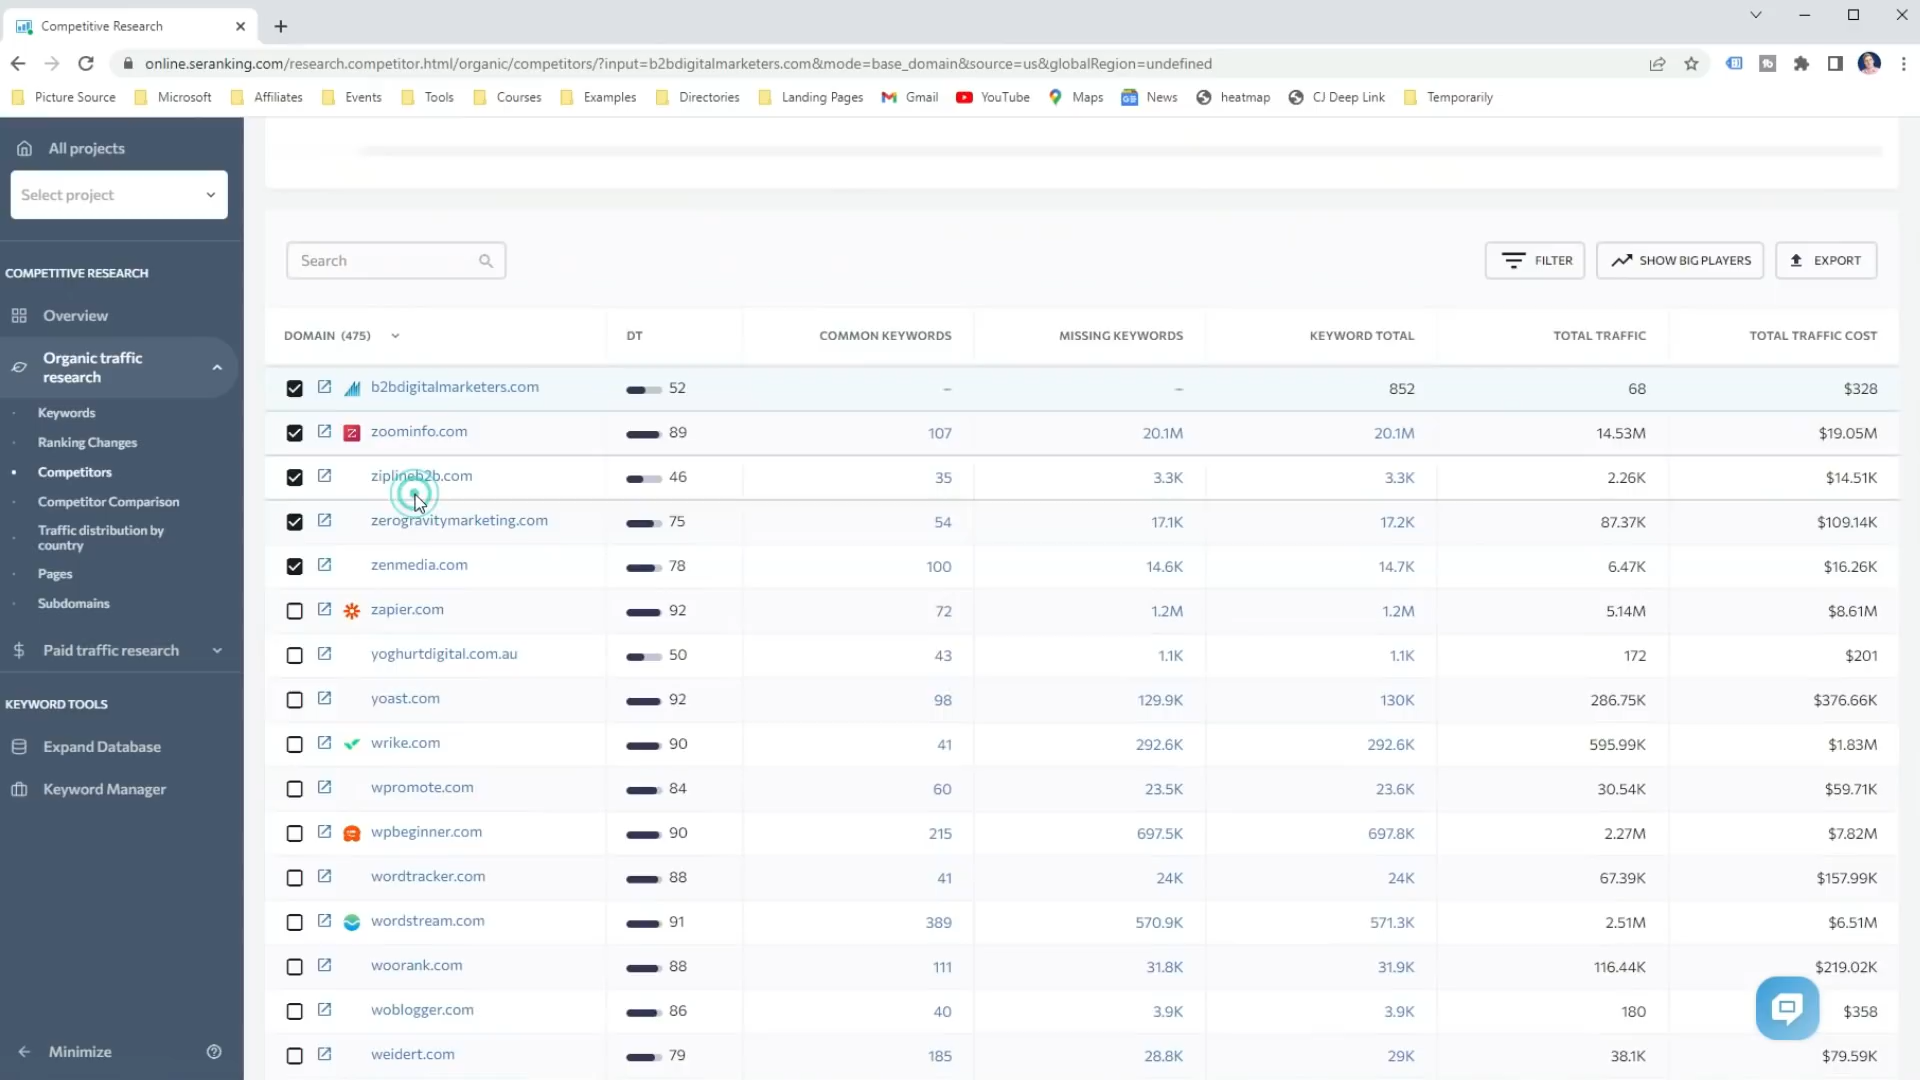 Competitive Research
online.seranking.com/research.competitor.html/organic/competitors/?input=b2bdigitalmarketers.com&mode=base_domain&source=us&globalRegion=undefined
Picture Source Microsoft Affiliates Events Tools Courses Examples Directories Landing Pages Gmail YouTube Maps News heatmap CJ Deep Link Temporarily
All projects
Select project
COMPETITIVE RESEARCH
Overview
Organic traffic
research
Keywords
Ranking Changes
Competitors
Competitor Comparison
Traffic distribution by
country
Pages
Subdomains
Paid traffic research
KEYWORD TOOLS
Expand Database
Keyword Manager
Minimize
Search FILTER SHOW BIG PLAYERS EXPORT
DOMAIN (475) DT COMMON KEYWORDS MISSING KEYWORDS KEYWORD TOTAL TOTAL TRAFFIC TOTAL TRAFFIC COST
b2bdigitalmarketers.com 52 – – 852 68 $328
zoominfo.com 89 107 20.1M 20.1M 14.53M $19.05M
ziplineb2b.com 46 35 3.3K 3.3K 2.26K $14.51K
zerogravitymarketing.com 75 54 17.1K 17.2K 87.37K $109.14K
zenmedia.com 78 100 14.6K 14.7K 6.47K $16.26K
zapier.com 92 72 1.2M 1.2M 5.14M $8.61M
yoghurtdigital.com.au 50 43 1.1K 1.1K 172 $201
yoast.com 92 98 129.9K 130K 286.75K $376.66K
wrike.com 90 41 292.6K 292.6K 595.99K $1.83M
wpromote.com 84 60 23.5K 23.6K 30.54K $59.71K
wpbeginner.com 90 215 697.5K 697.8K 2.27M $7.82M
wordtracker.com 88 41 24K 24K 67.39K $157.99K
wordstream.com 91 389 570.9K 571.3K 2.51M $6.51M
woorank.com 88 111 31.8K 31.9K 116.44K $219.02K
woblogger.com 86 40 3.9K 3.9K 180 $358
weidert.com 79 185 28.8K 29K 38.1K $79.59K